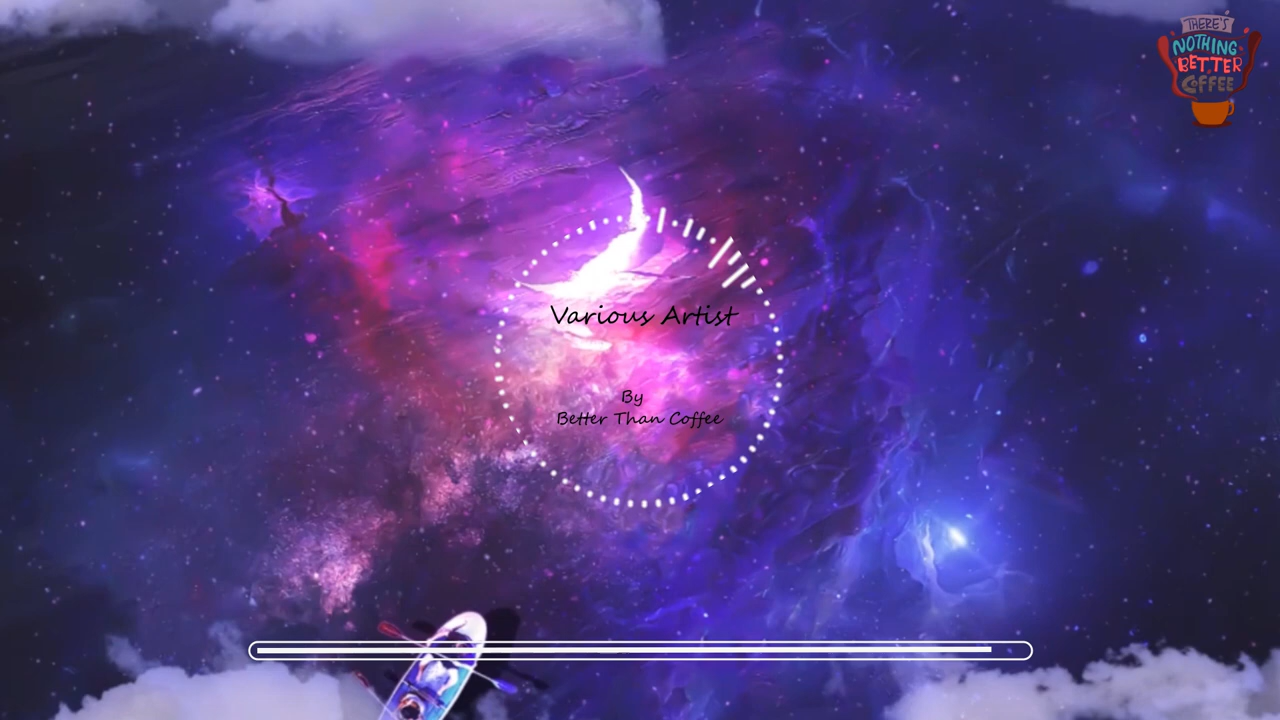 THERE'S
NOTHING
BETTER
COFFEE
Various Artist
By
Better Than Coffee